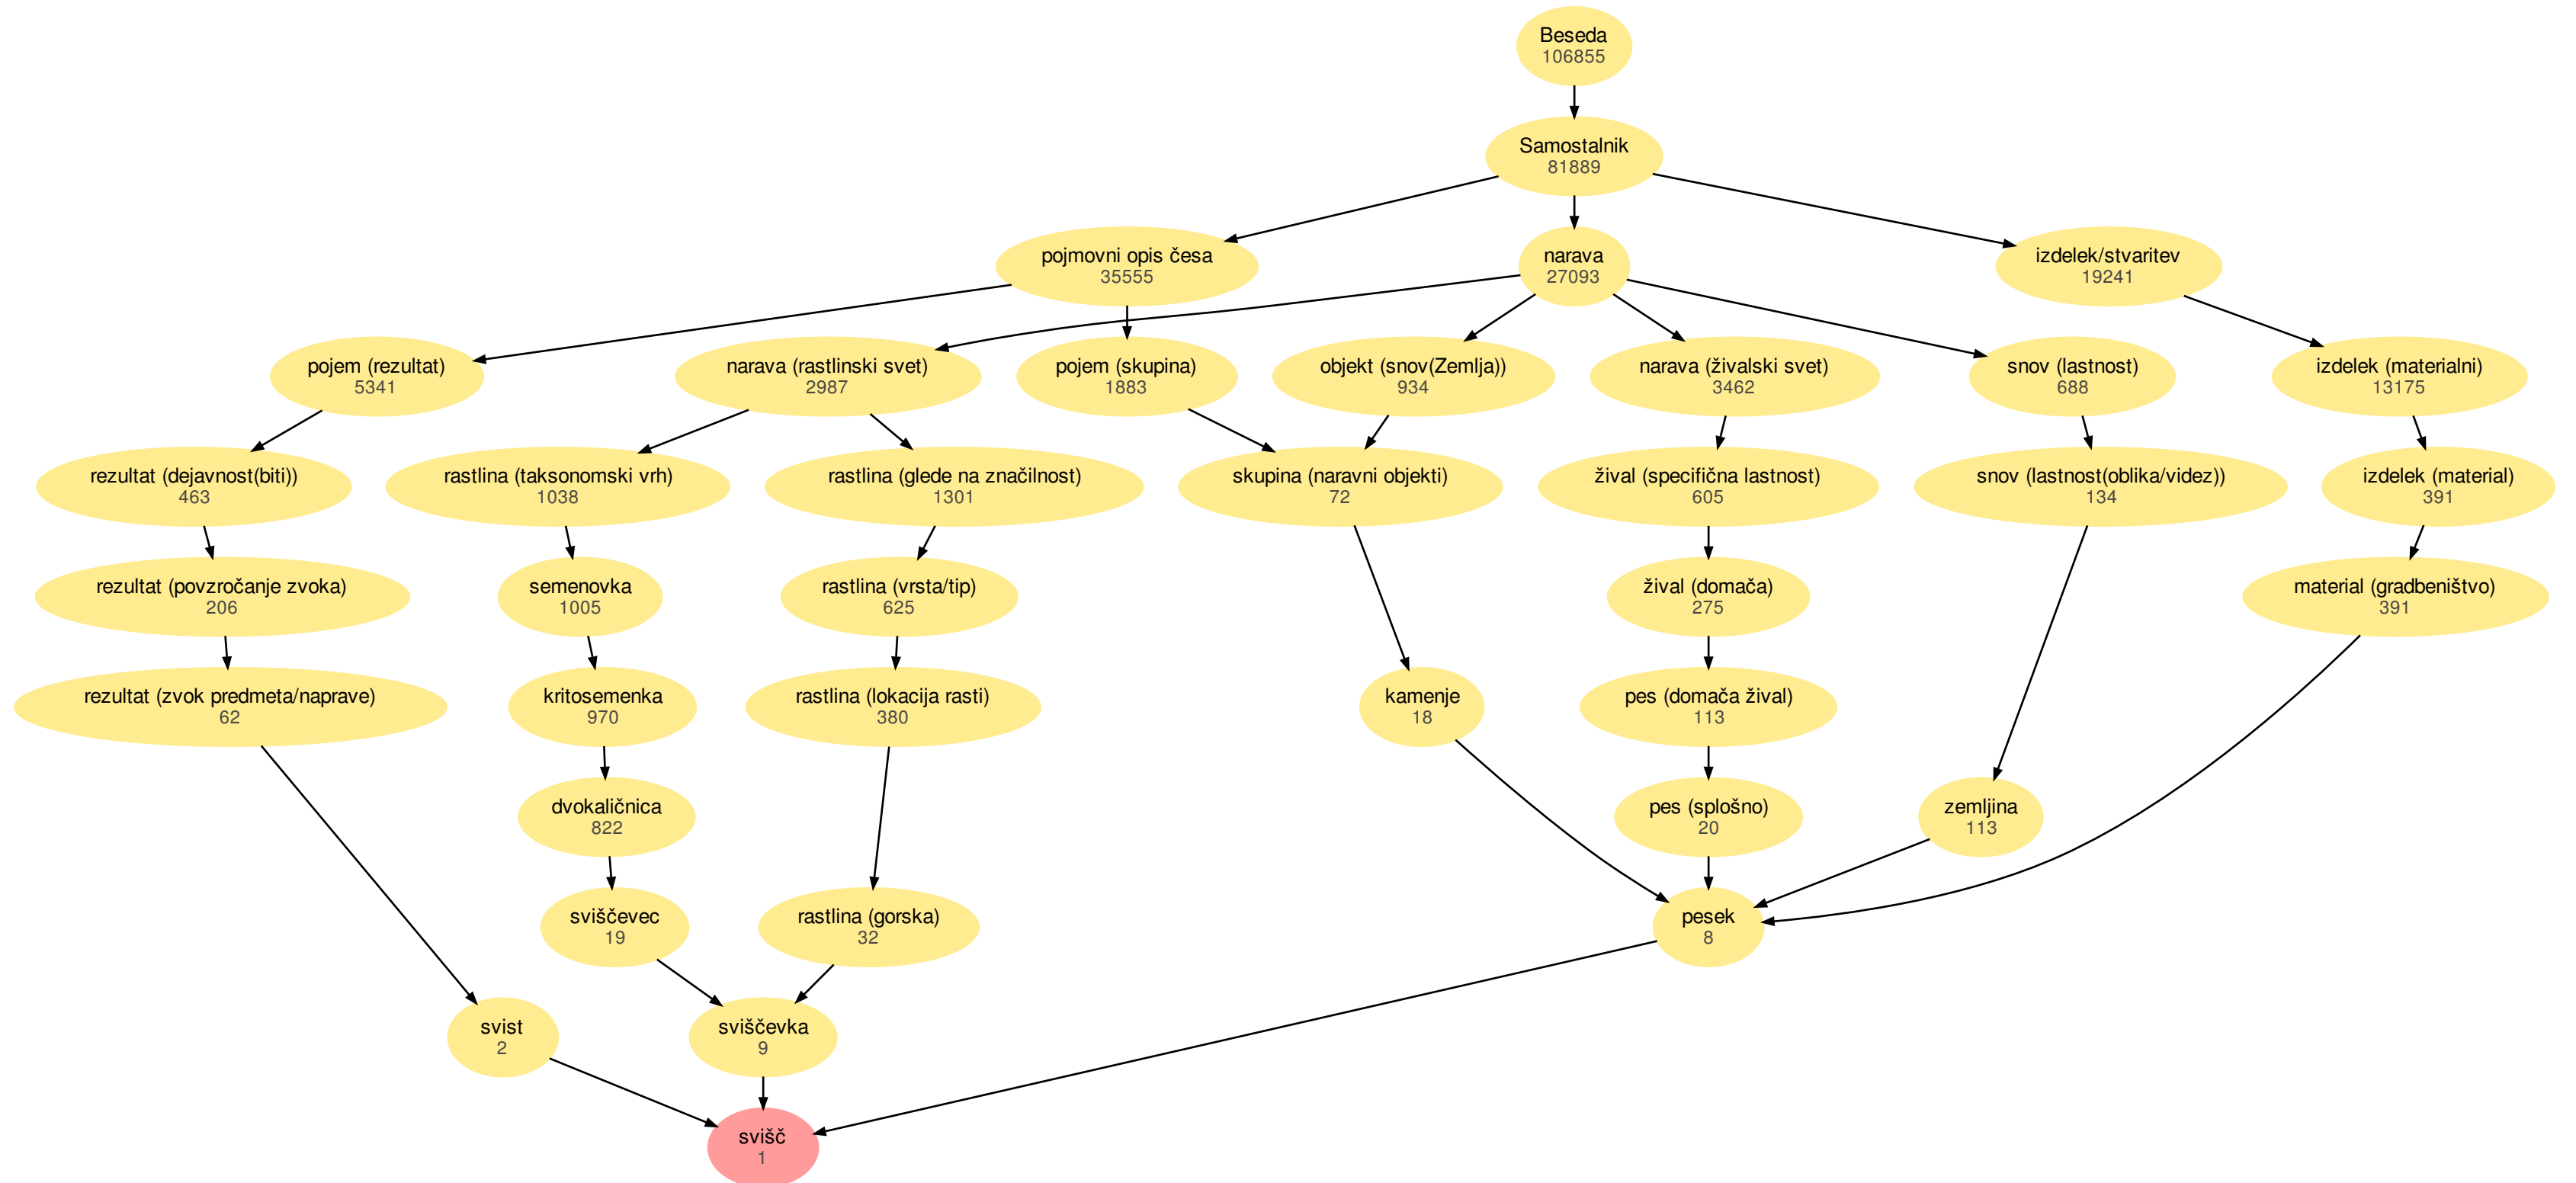 Beseda
106855
Samostalnik
81889
pojmovni opis česa
35555
narava
27093
izdelek/stvaritev
19241
pojem (rezultat)
5341
narava (rastlinski svet)
2987
pojem (skupina)
1883
objekt (snov(Zemlja))
934
narava (živalski svet)
3462
snov (lastnost)
688
izdelek (materialni)
13175
rezultat (dejavnost(biti))
463
rastlina (taksonomski vrh)
1038
rastlina (glede na značilnost)
1301
skupina (naravni objekti)
72
žival (specifična lastnost)
605
snov (lastnost(oblika/videz))
134
izdelek (material)
391
rezultat (povzročanje zvoka)
206
semenovka
1005
rastlina (vrsta/tip)
625
žival (domača)
275
material (gradbeništvo)
391
rezultat (zvok predmeta/naprave)
62
kritosemenka
970
rastlina (lokacija rasti)
380
kamenje
18
pes (domača žival)
113
dvokaličnica
822
pes (splošno)
20
zemljina
113
sviščevec
19
rastlina (gorska)
32
pesek
8
svist
2
sviščevka
9
svišč
1